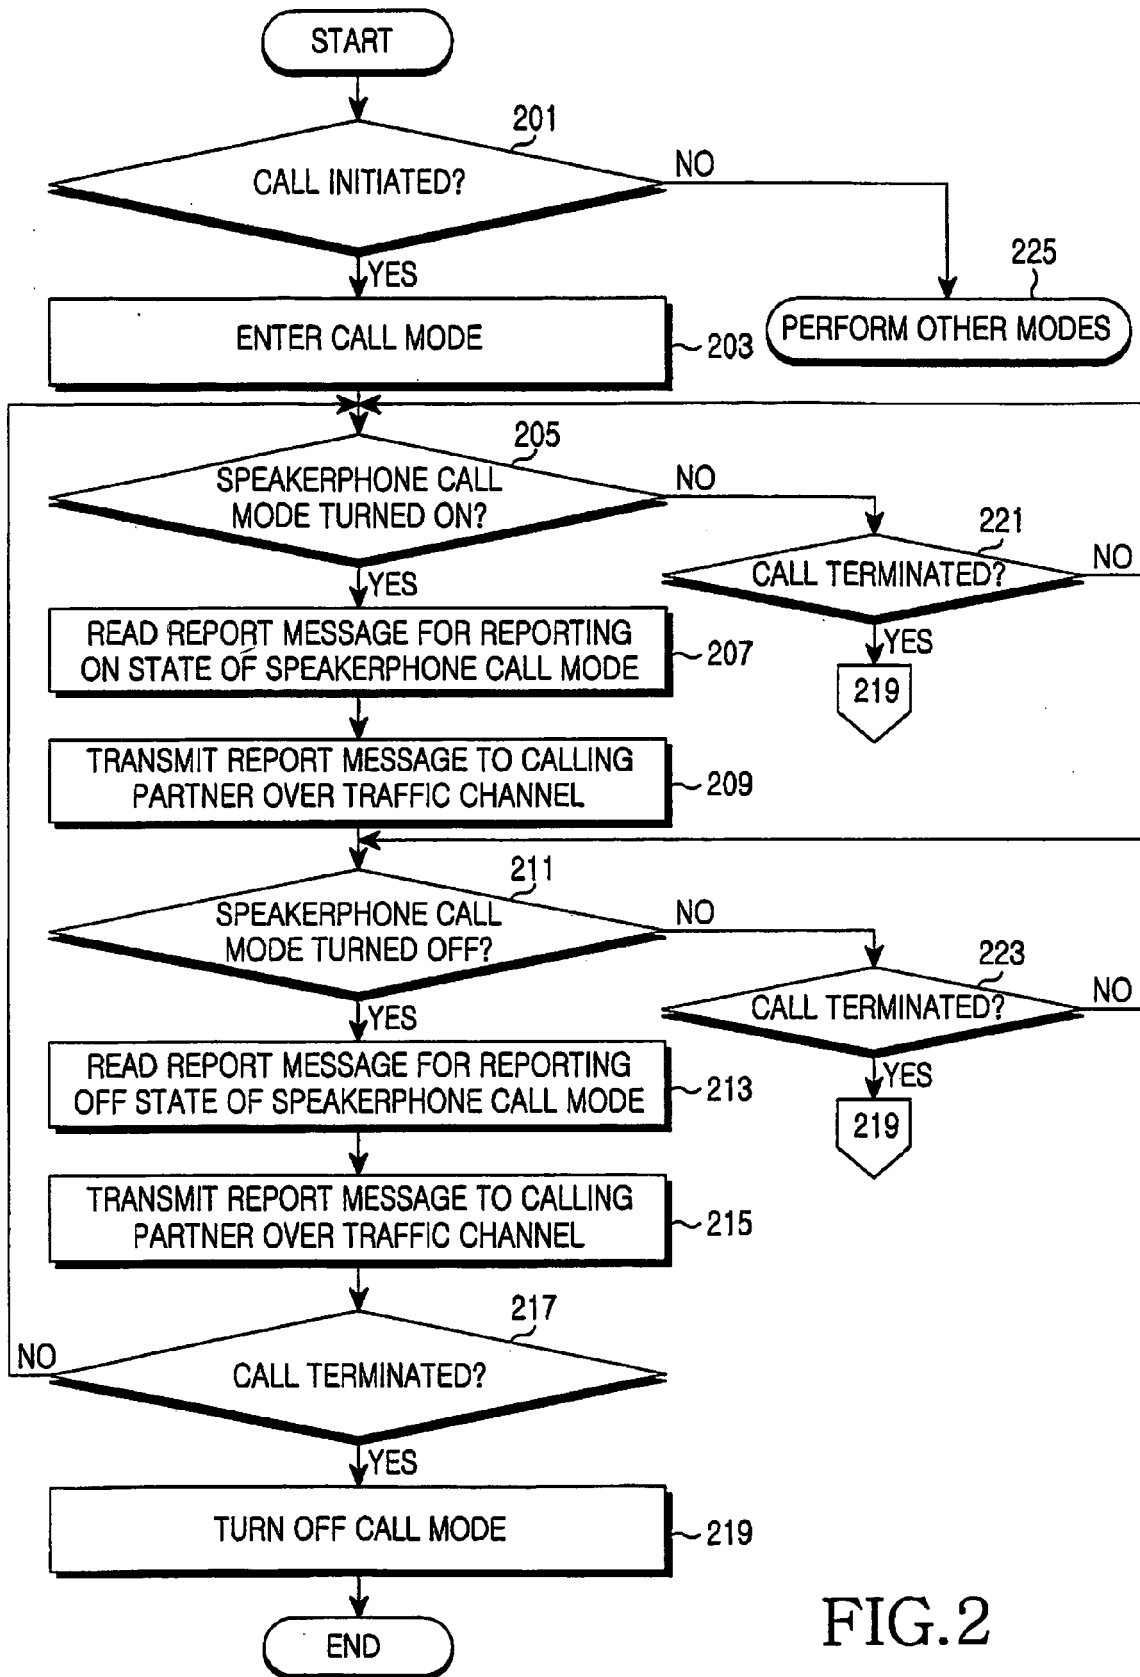 START
201
CALL INITIATED?
NO
YES
225
PERFORM OTHER MODES
ENTER CALL MODE
203
205
SPEAKERPHONE CALL
MODE TURNED ON?
NO
221
CALL TERMINATED?
NO
YES
YES
219
READ REPORT MESSAGE FOR REPORTING
ON STATE OF SPEAKERPHONE CALL MODE
207
TRANSMIT REPORT MESSAGE TO CALLING
PARTNER OVER TRAFFIC CHANNEL
209
211
SPEAKERPHONE CALL
MODE TURNED OFF?
NO
223
CALL TERMINATED?
NO
YES
YES
219
READ REPORT MESSAGE FOR REPORTING
OFF STATE OF SPEAKERPHONE CALL MODE
213
TRANSMIT REPORT MESSAGE TO CALLING
PARTNER OVER TRAFFIC CHANNEL
215
217
NO
CALL TERMINATED?
YES
TURN OFF CALL MODE
219
END
FIG.2